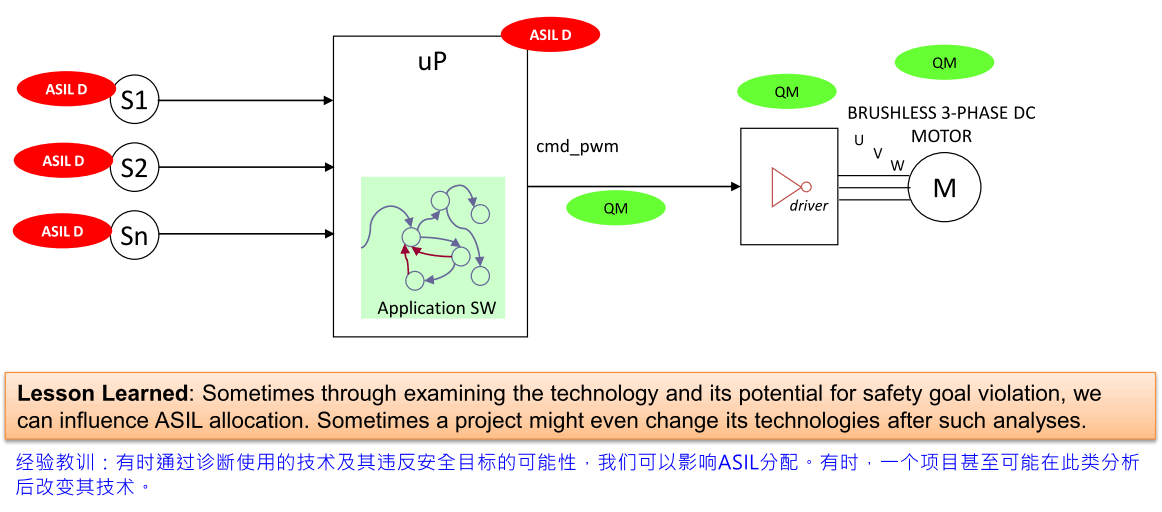 ASIL D
uP
QM
ASIL D
S1
QM
BRUSHLESS 3-PHASE DC
MOTOR
U
V
W
cmd_pwm
ASIL D
S2
M
driver
QM
ASIL D
Sn
Application SW
Lesson Learned: Sometimes through examining the technology and its potential for safety goal violation, we
can influence ASIL allocation. Sometimes a project might even change its technologies after such analyses.
经验教训：有时通过诊断使用的技术及其违反安全目标的可能性，我们可以影响ASIL分配。有时，一个项目甚至可能在此类分析
后改变其技术。